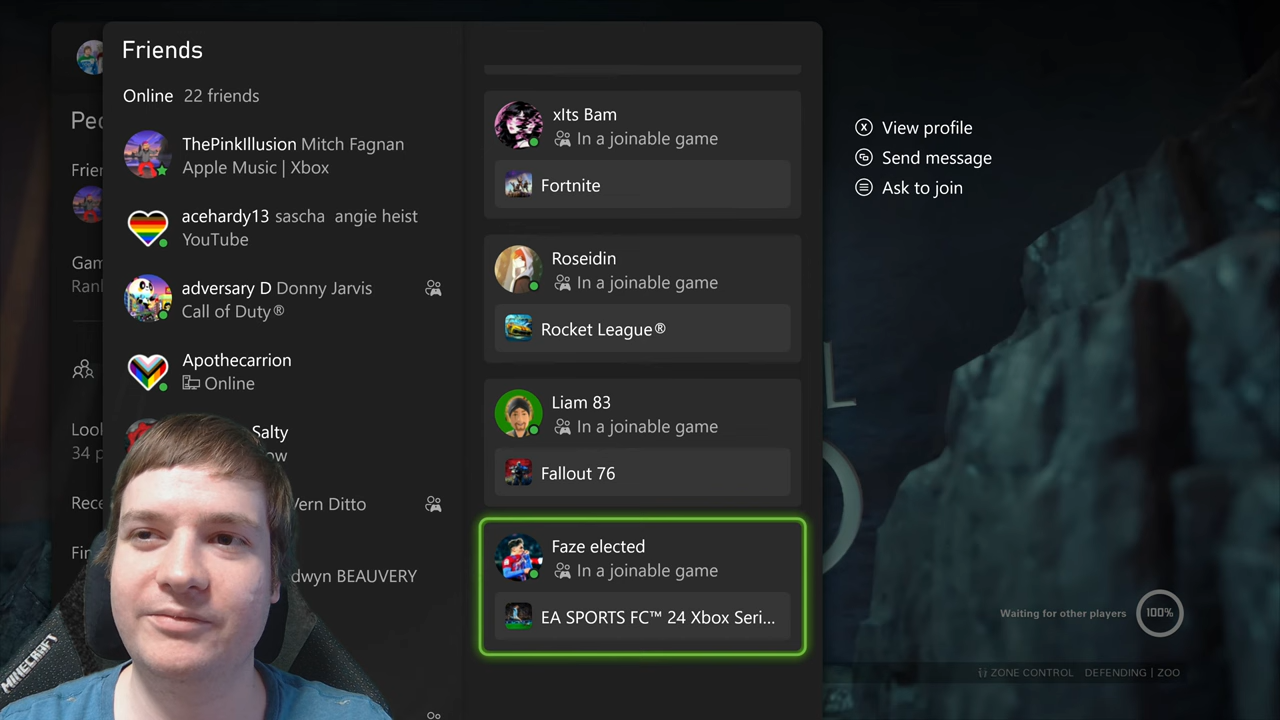 Friends
Online 22 friends
ThePinkIllusion Mitch Fagnan
Apple Music | Xbox
acehardy13 sascha angie heist
YouTube
adversary D Donny Jarvis
Call of Duty®
Apothecarrion
Online
Salty
Vern Ditto
dwyn BEAUVERY
xIts Bam
In a joinable game
Fortnite
Roseidin
In a joinable game
Rocket League®
Liam 83
In a joinable game
Fallout 76
Faze elected
In a joinable game
EA SPORTS FC™ 24 Xbox Seri...
View profile
Send message
Ask to join
Waiting for other players 100%
ZONE CONTROL DEFENDING | ZOO
MINECRAFT